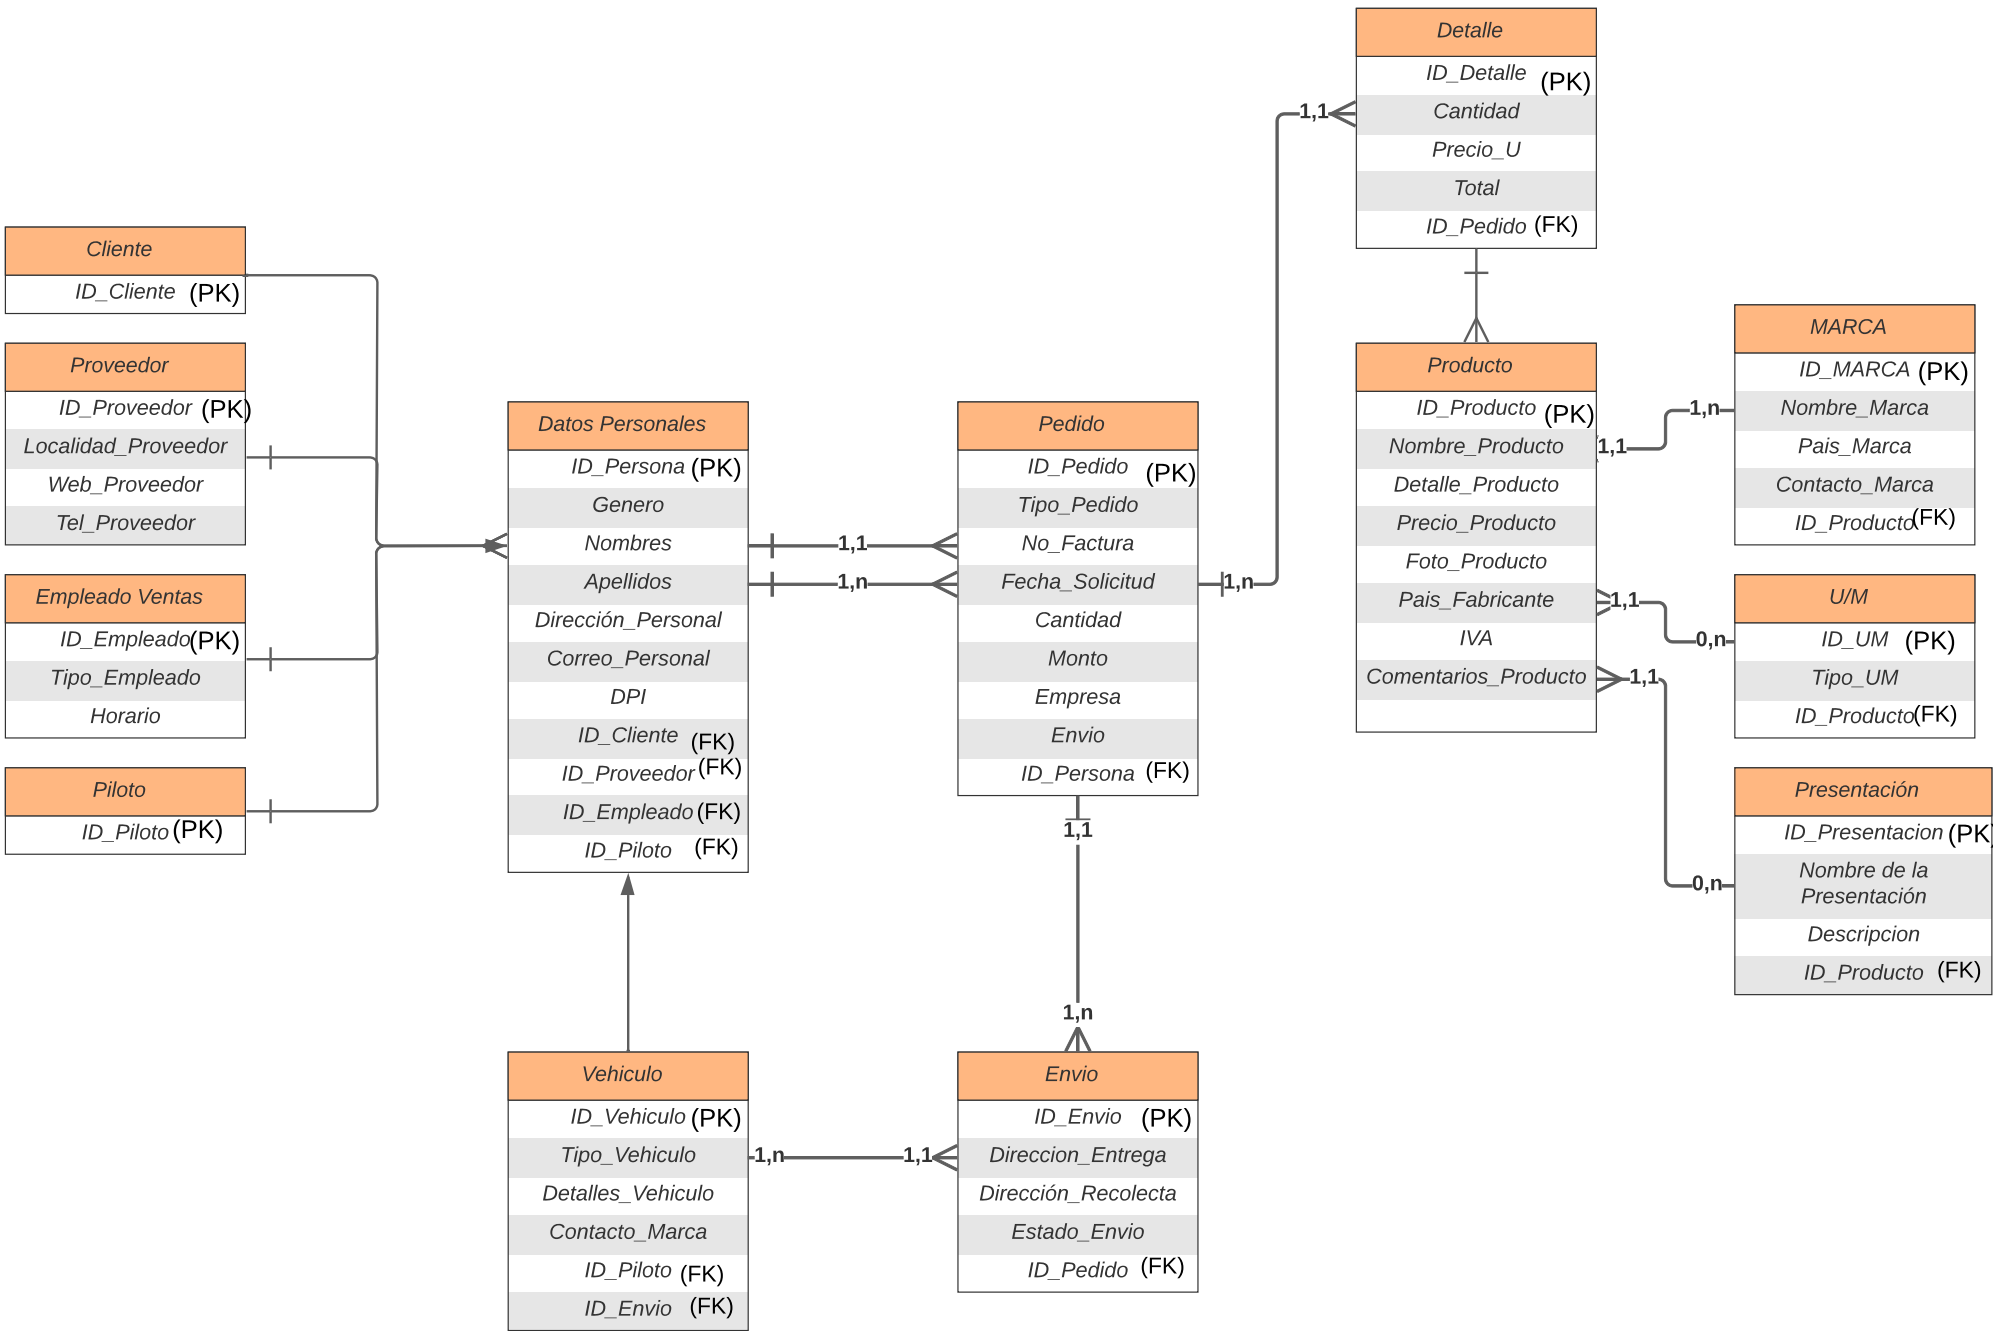 Cliente
ID_Cliente (PK)
Proveedor
ID_Proveedor (PK)
Localidad_Proveedor
Web_Proveedor
Tel_Proveedor
Empleado Ventas
ID_Empleado (PK)
Tipo_Empleado
Horario
Piloto
ID_Piloto (PK)
Datos Personales
ID_Persona (PK)
Genero
Nombres
Apellidos
Dirección_Personal
Correo_Personal
DPI
ID_Cliente (FK)
ID_Proveedor (FK)
ID_Empleado (FK)
ID_Piloto (FK)
1,1
1,n
Vehiculo
ID_Vehiculo (PK)
Tipo_Vehiculo
Detalles_Vehiculo
Contacto_Marca
ID_Piloto (FK)
ID_Envio (FK)
1,n
1,1
Pedido
ID_Pedido (PK)
Tipo_Pedido
No_Factura
Fecha_Solicitud
Cantidad
Monto
Empresa
Envio
ID_Persona (FK)
1,1
1,n
Envio
ID_Envio (PK)
Direccion_Entrega
Dirección_Recolecta
Estado_Envio
ID_Pedido (FK)
1,n
1,1
Detalle
ID_Detalle (PK)
Cantidad
Precio_U
Total
ID_Pedido (FK)
Producto
ID_Producto (PK)
Nombre_Producto
Detalle_Producto
Precio_Producto
Foto_Producto
Pais_Fabricante
IVA
Comentarios_Producto
1,1
1,n
1,1
0,n
1,1
0,n
MARCA
ID_MARCA (PK)
Nombre_Marca
Pais_Marca
Contacto_Marca
ID_Producto (FK)
U/M
ID_UM (PK)
Tipo_UM
ID_Producto (FK)
Presentación
ID_Presentacion (PK)
Nombre de la
Presentación
Descripcion
ID_Producto (FK)